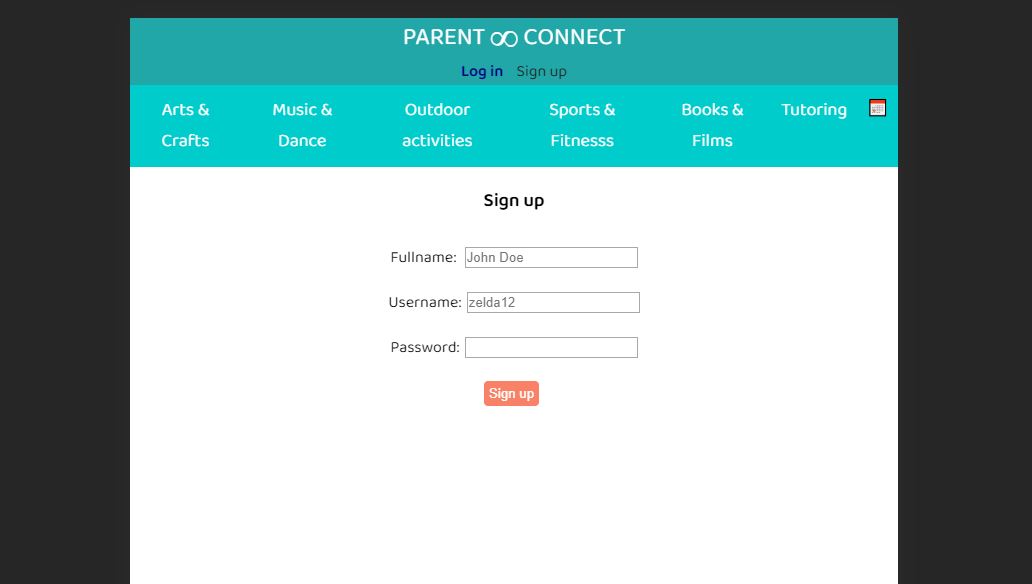 PARENT ∞ CONNECT
Log in Sign up
Arts & Music & Outdoor Sports & Books & Tutoring
Crafts Dance activities Fitnesss Films
Sign up
Fullname: John Doe
Username: zelda12
Password:
Sign up